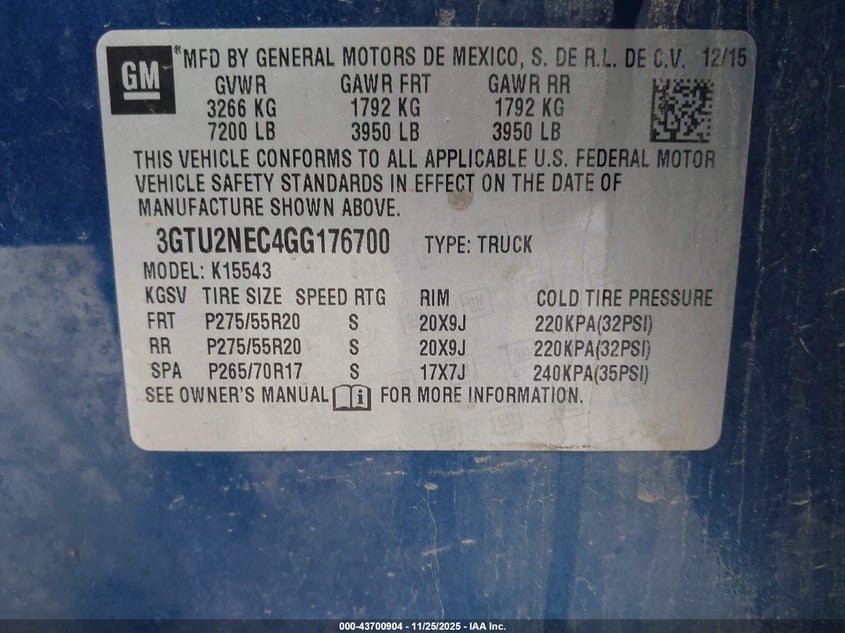 GM ® MFD BY GENERAL MOTORS DE MEXICO, S. DE R.L. DE C.V. 12/15
GVWR GAWR FRT GAWR RR
3266 KG 1792 KG 1792 KG
7200 LB 3950 LB 3950 LB
THIS VEHICLE CONFORMS TO ALL APPLICABLE U.S. FEDERAL MOTOR
VEHICLE SAFETY STANDARDS IN EFFECT ON THE DATE OF
MANUFACTURE SHOWN ABOVE.
3GTU2NEC4GG176700 TYPE: TRUCK
MODEL: K15543
KGSV TIRE SIZE SPEED RTG RIM COLD TIRE PRESSURE
FRT P275/55R20 S 20X9J 220KPA(32PSI)
RR P275/55R20 S 20X9J 220KPA(32PSI)
SPA P265/70R17 S 17X7J 240KPA(35PSI)
SEE OWNER'S MANUAL FOR MORE INFORMATION.
000-43700904 - 11/25/2025 - IAA Inc.